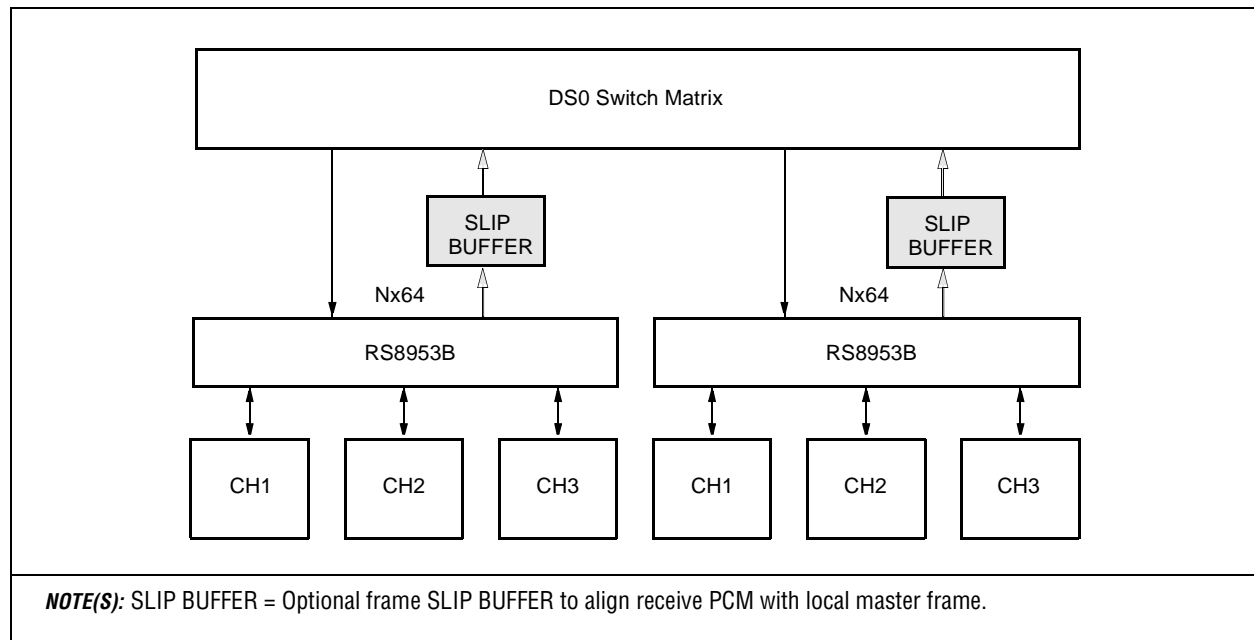 DS0 Switch Matrix
SLIP
BUFFER
SLIP
BUFFER
Nx64
Nx64
RS8953B
RS8953B
CH1
CH2
CH3
CH1
CH2
CH3
NOTE(S): SLIP BUFFER = Optional frame SLIP BUFFER to align receive PCM with local master frame.